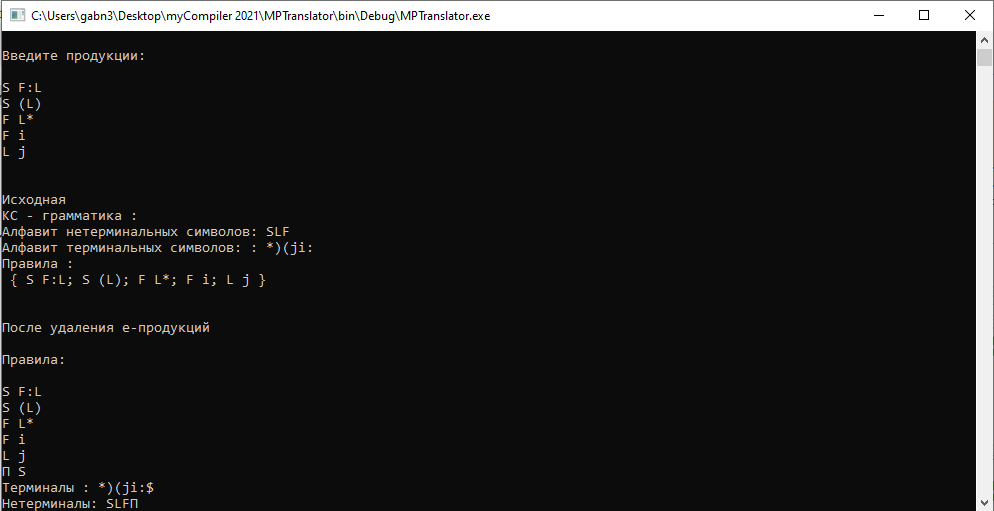 C:\Users\gabn3\Desktop\myCompiler 2021\MPTranslator\bin\Debug\MPTranslator.exe
Введите продукции:
S F:L
S (L)
F L*
F i
L j
Исходная
КС - грамматика :
Алфавит нетерминальных символов: SLF
Алфавит терминальных символов: : *)(ji:
Правила :
{ S F:L; S (L); F L*; F i; L j }
После удаления е-продукций
Правила:
S F:L
S (L)
F L*
F i
L j
П S
Терминалы : *)(ji:$
Нетерминалы: SLFП